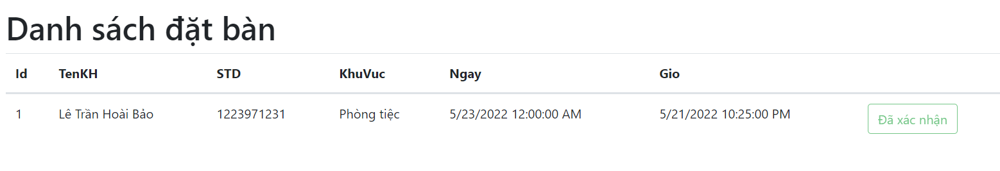 Danh sách đặt bàn
Id TenKH STD KhuVuc Ngay Gio
1 Lê Trần Hoài Bảo 1223971231 Phòng tiệc 5/23/2022 12:00:00 AM 5/21/2022 10:25:00 PM Đã xác nhận